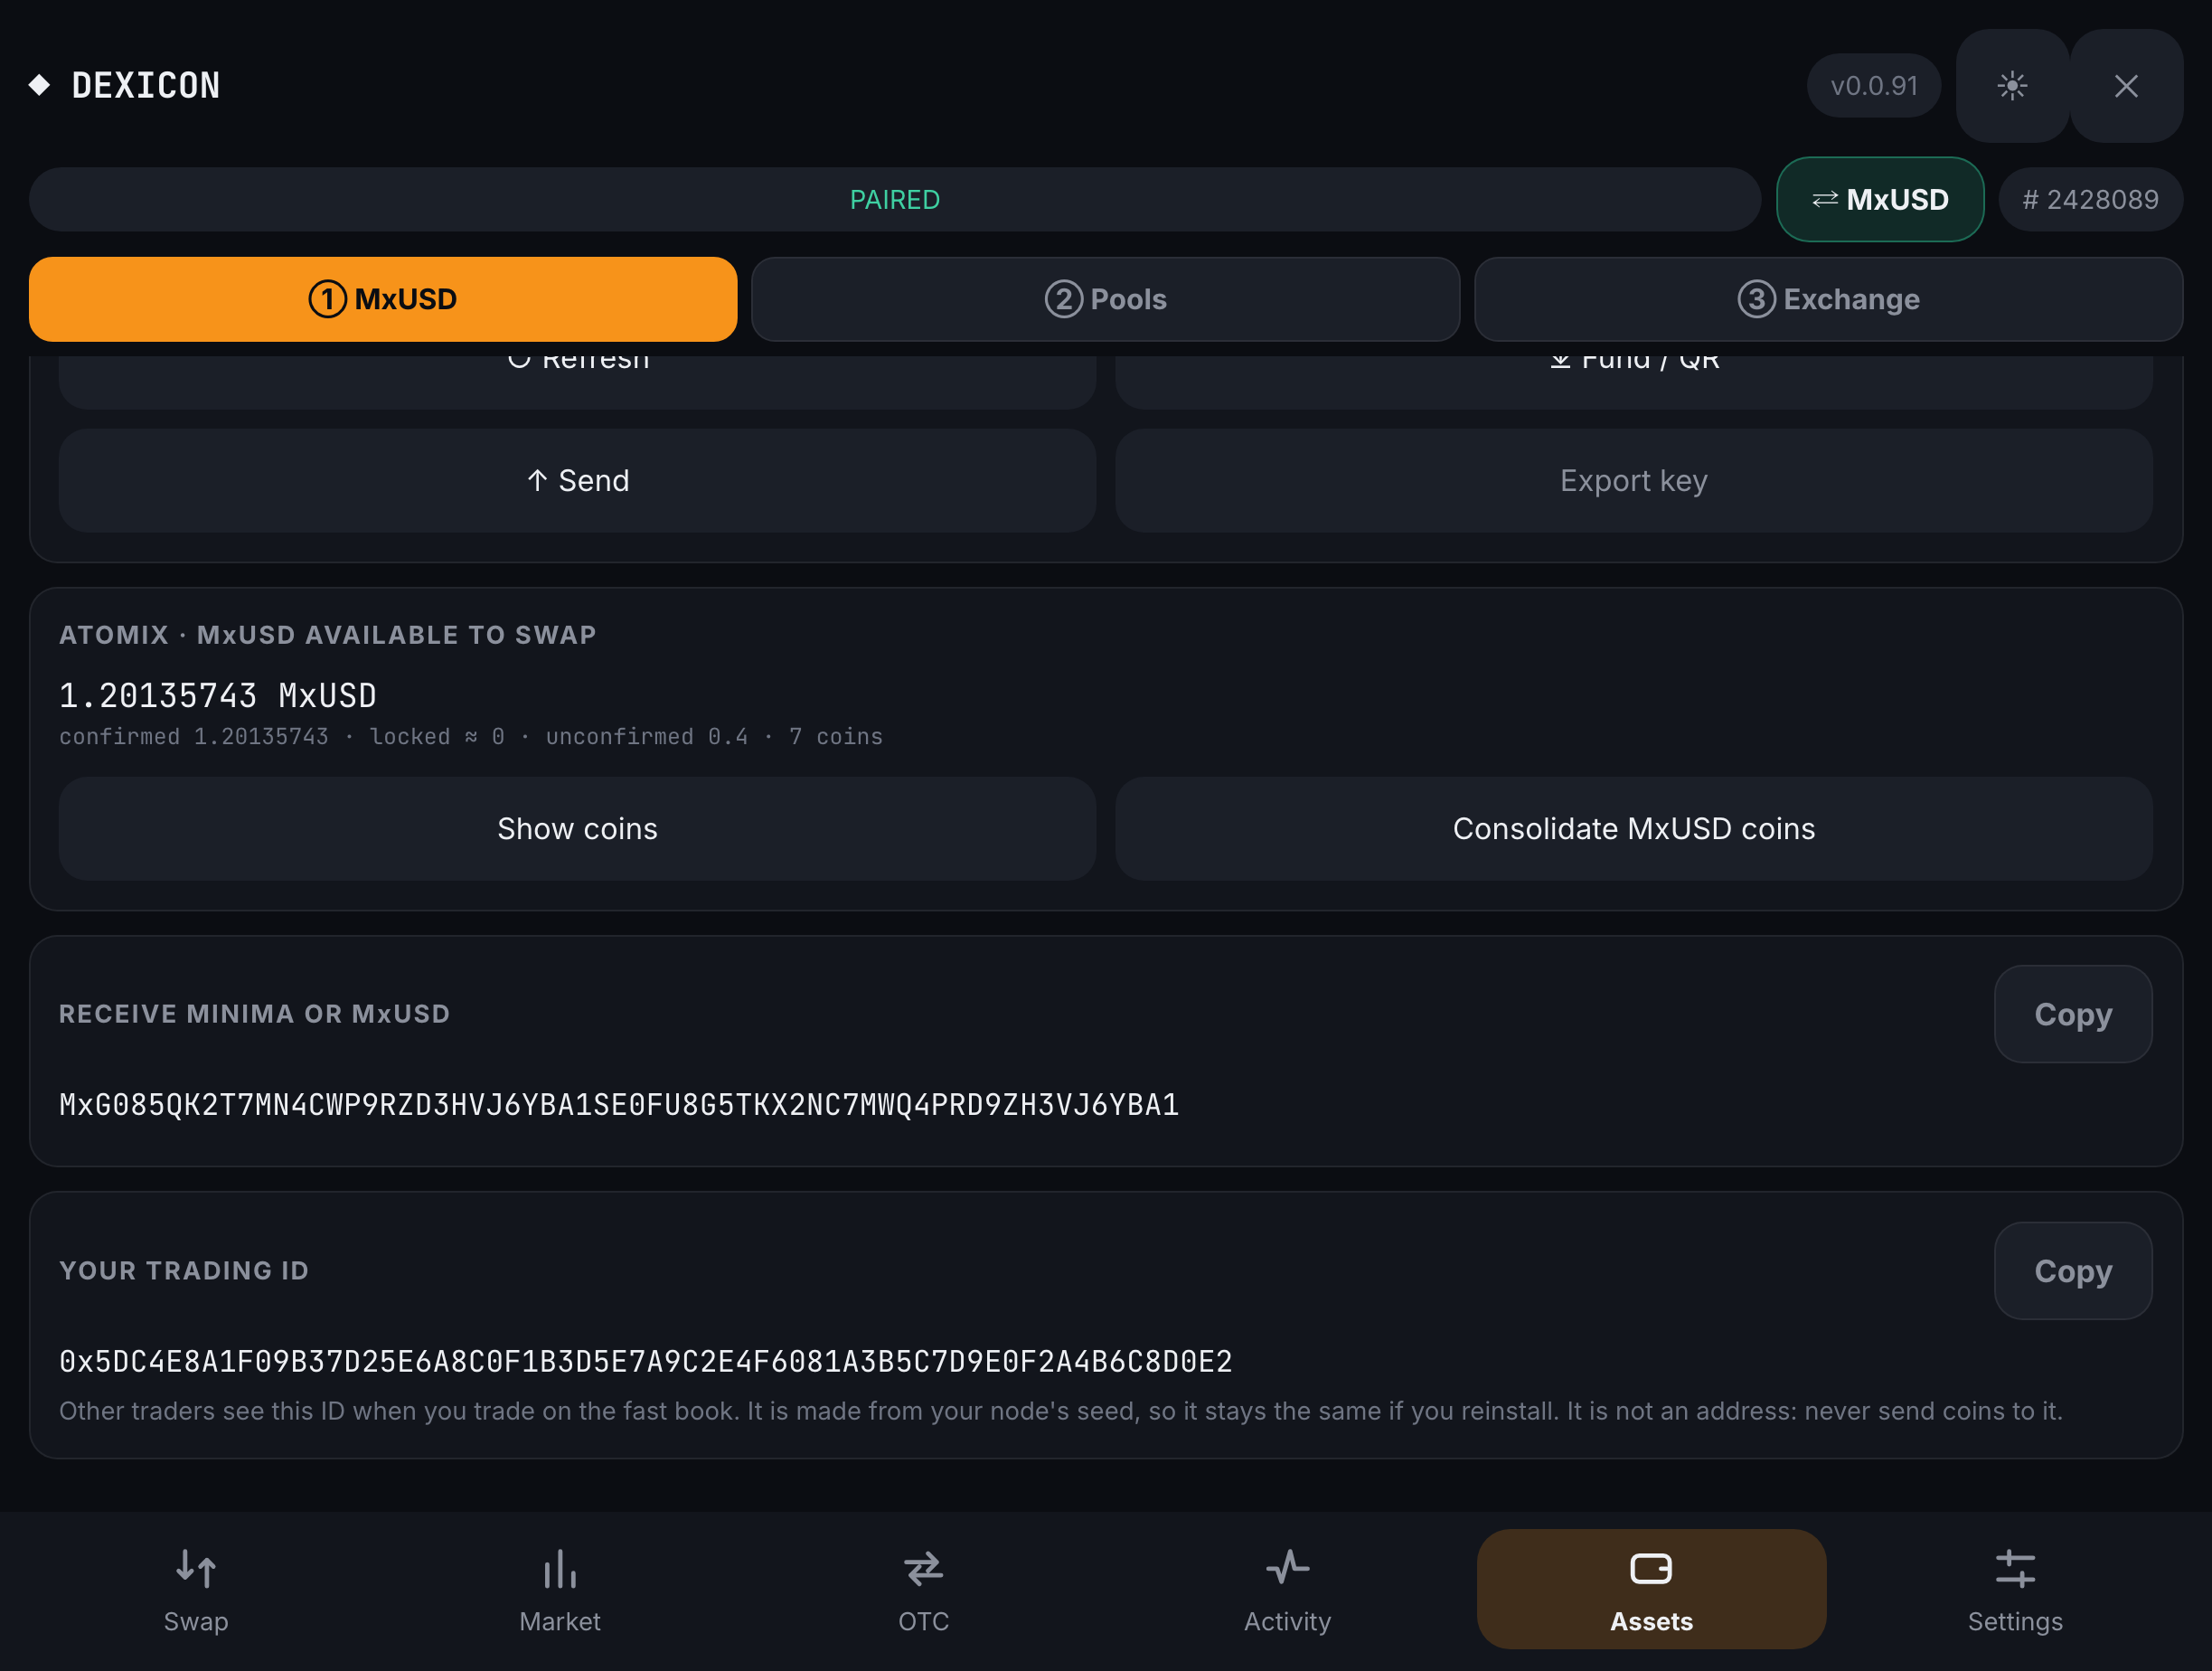 ◆ DEXICON
v0.0.91
PAIRED
⇄ MxUSD
# 2428089
① MxUSD
② Pools
③ Exchange
Refresh
Fund / QR
↑ Send
Export key
ATOMIX · MxUSD AVAILABLE TO SWAP
1.20135743 MxUSD
confirmed 1.20135743 · locked ≈ 0 · unconfirmed 0.4 · 7 coins
Show coins
Consolidate MxUSD coins
RECEIVE MINIMA OR MxUSD
Copy
MxG085QK2T7MN4CWP9RZD3HVJ6YBA1SE0FU8G5TKX2NC7MWQ4PRD9ZH3VJ6YBA1
YOUR TRADING ID
Copy
0x5DC4E8A1F09B37D25E6A8C0F1B3D5E7A9C2E4F6081A3B5C7D9E0F2A4B6C8D0E2
Other traders see this ID when you trade on the fast book. It is made from your node's seed, so it stays the same if you reinstall. It is not an address: never send coins to it.
Swap
Market
OTC
Activity
Assets
Settings